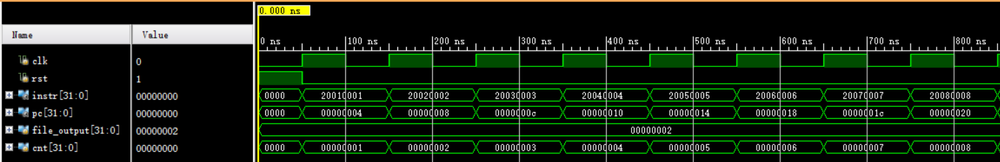 0.000 ns
Name Value
0 ns 100 ns 200 ns 300 ns 400 ns 500 ns 600 ns 700 ns 800 ns
clk 0
rst 1
instr[31:0] 00000000 0000 20010001 20020002 20030003 20040004 20050005 20060006 20070007 20080008
pc[31:0] 00000000 0000 00000004 00000008 0000000c 00000010 00000014 00000018 0000001c 00000020
file_output[31:0] 00000002 00000002
cnt[31:0] 00000000 0000 00000001 00000002 00000003 00000004 00000005 00000006 00000007 00000008